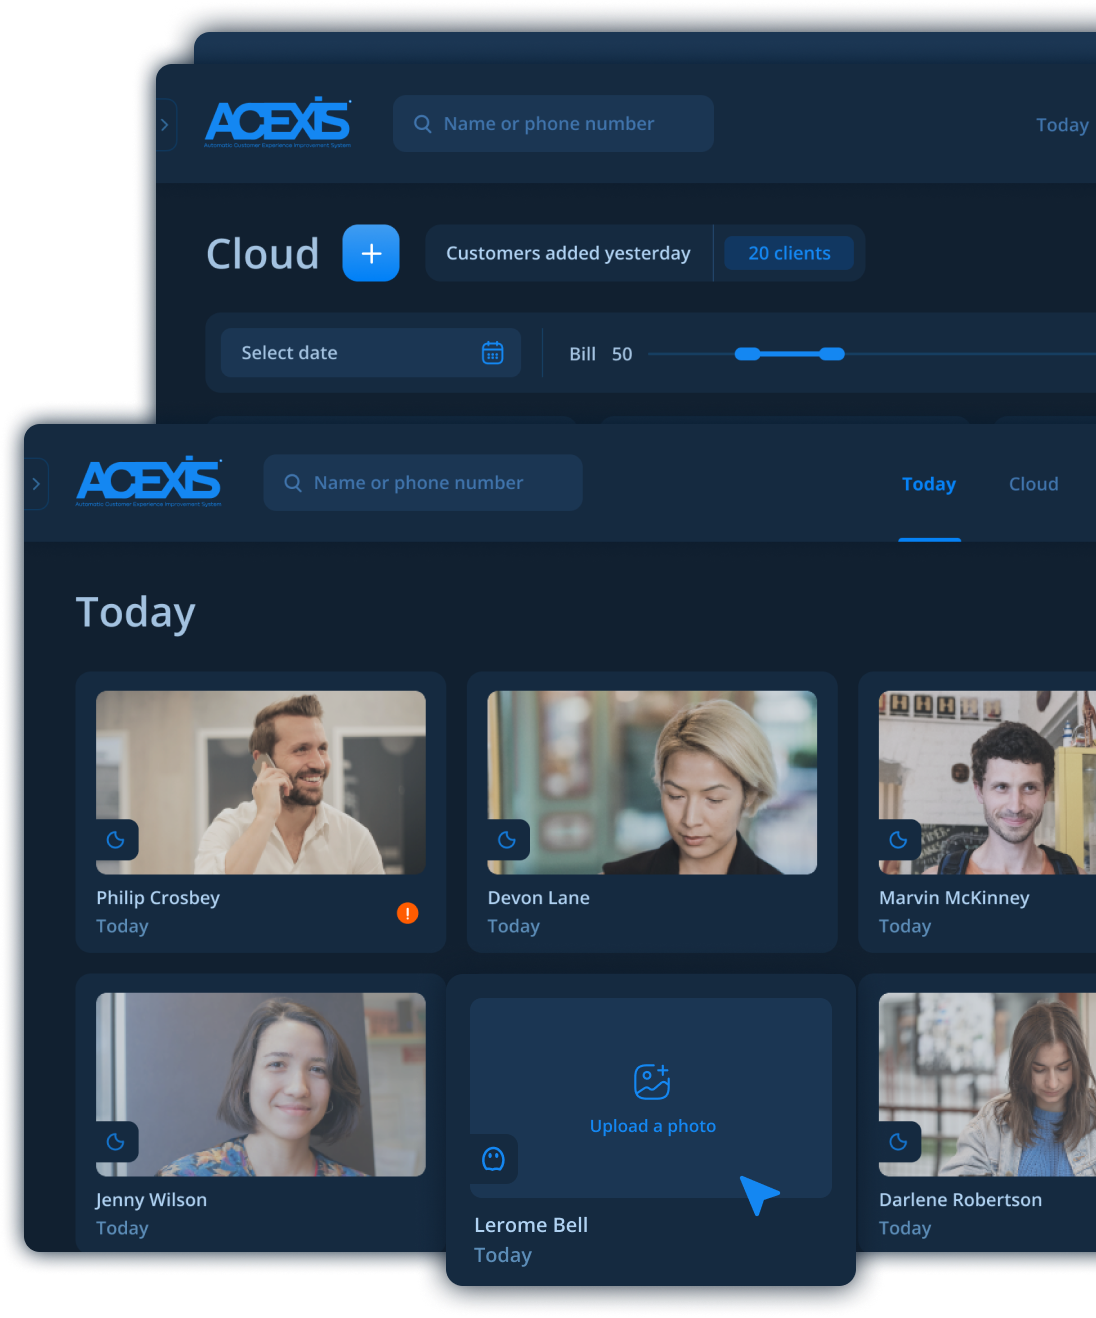 ACEXIS
Automatic Customer Experience Improvement System
Name or phone number
Today
Cloud
Customers added yesterday
20 clients
Select date
Bill 50
ACEXIS
Automatic Customer Experience Improvement System
Name or phone number
Today
Cloud
Today
Philip Crosbey
Today
!
Devon Lane
Today
Marvin McKinney
Today
Jenny Wilson
Today
Upload a photo
Lerome Bell
Today
Darlene Robertson
Today